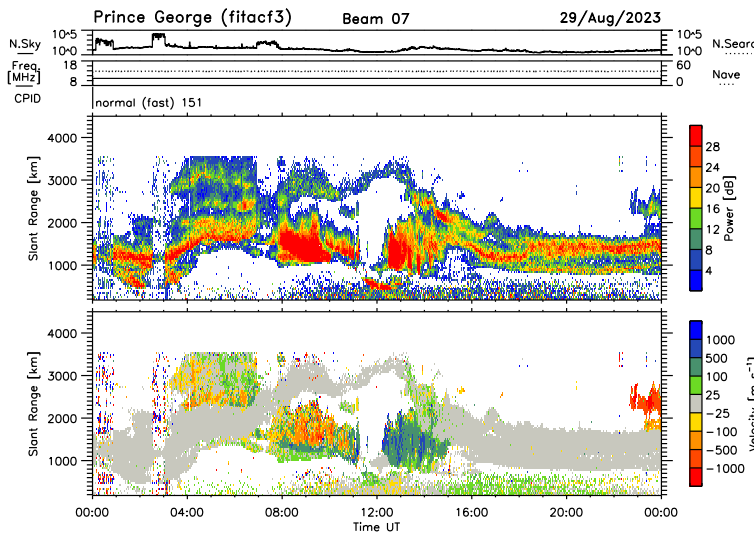 Prince George (fitacf3) Beam 07 29/Aug/2023
N.Sky 10^5 10^0 10^5 10^0 N.Sear
Freq. [MHz] 18 8 60 0 Nave
CPID normal (fast) 151
Slant Range [km] 4000 3000 2000 1000
28 24 20 16 12 8 4 Power [dB]
Slant Range [km] 4000 3000 2000 1000
1000 500 100 25 -25 -100 -500 -1000 Velocity [m s^-1]
00:00 04:00 08:00 12:00 16:00 20:00 00:00
Time UT